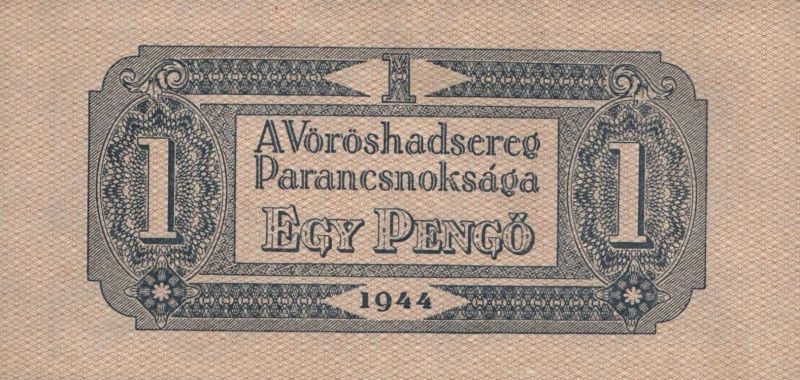 1
A Vöröshadsereg
Parancsnoksága
EGY PENGŐ
1 1
1944